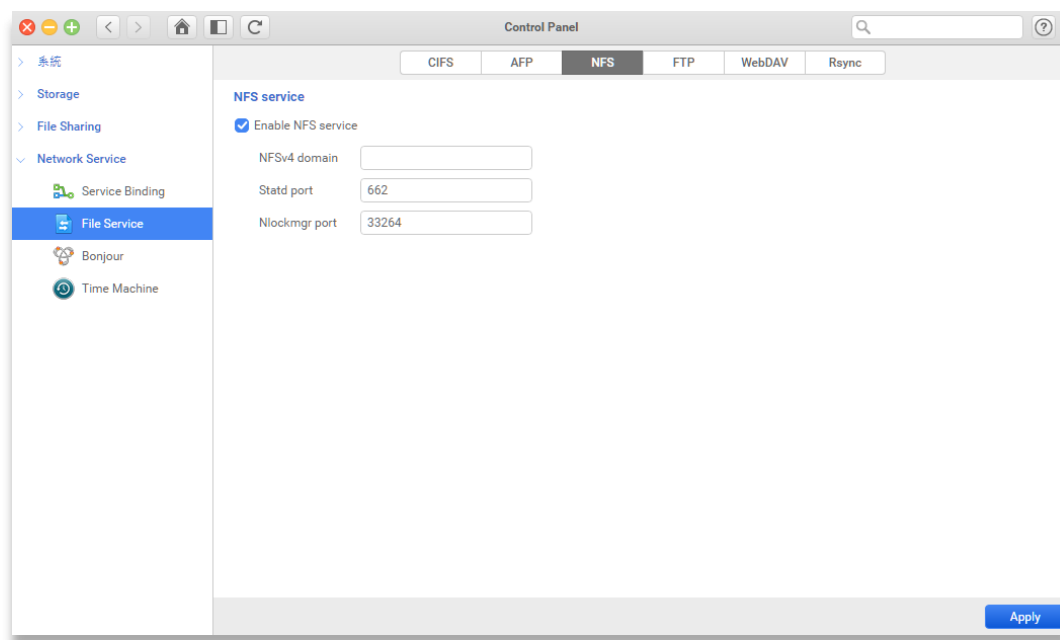 Control Panel
系統
Storage
File Sharing
Network Service
Service Binding
File Service
Bonjour
Time Machine
CIFS AFP NFS FTP WebDAV Rsync
NFS service
Enable NFS service
NFSv4 domain
Statd port 662
Nlockmgr port 33264
Apply